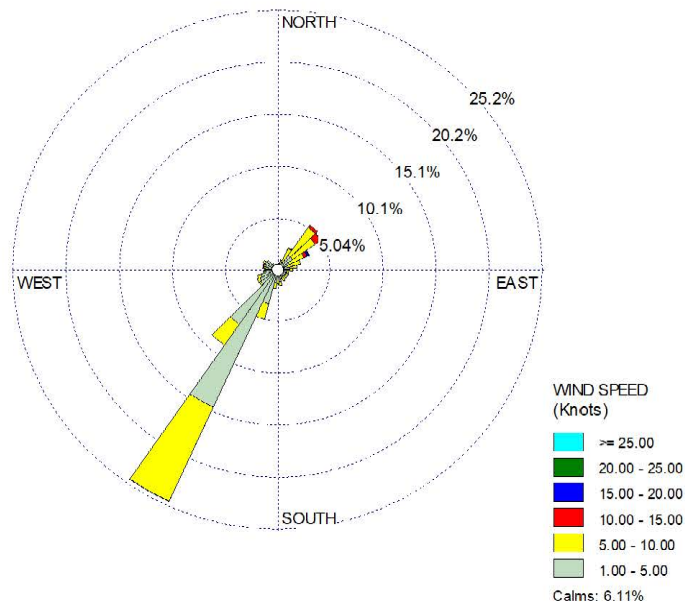 NORTH
25.2%
20.2%
15.1%
10.1%
5.04%
WEST
EAST
SOUTH
WIND SPEED
(Knots)
>= 25.00
20.00 - 25.00
15.00 - 20.00
10.00 - 15.00
5.00 - 10.00
1.00 - 5.00
Calms: 6.11%